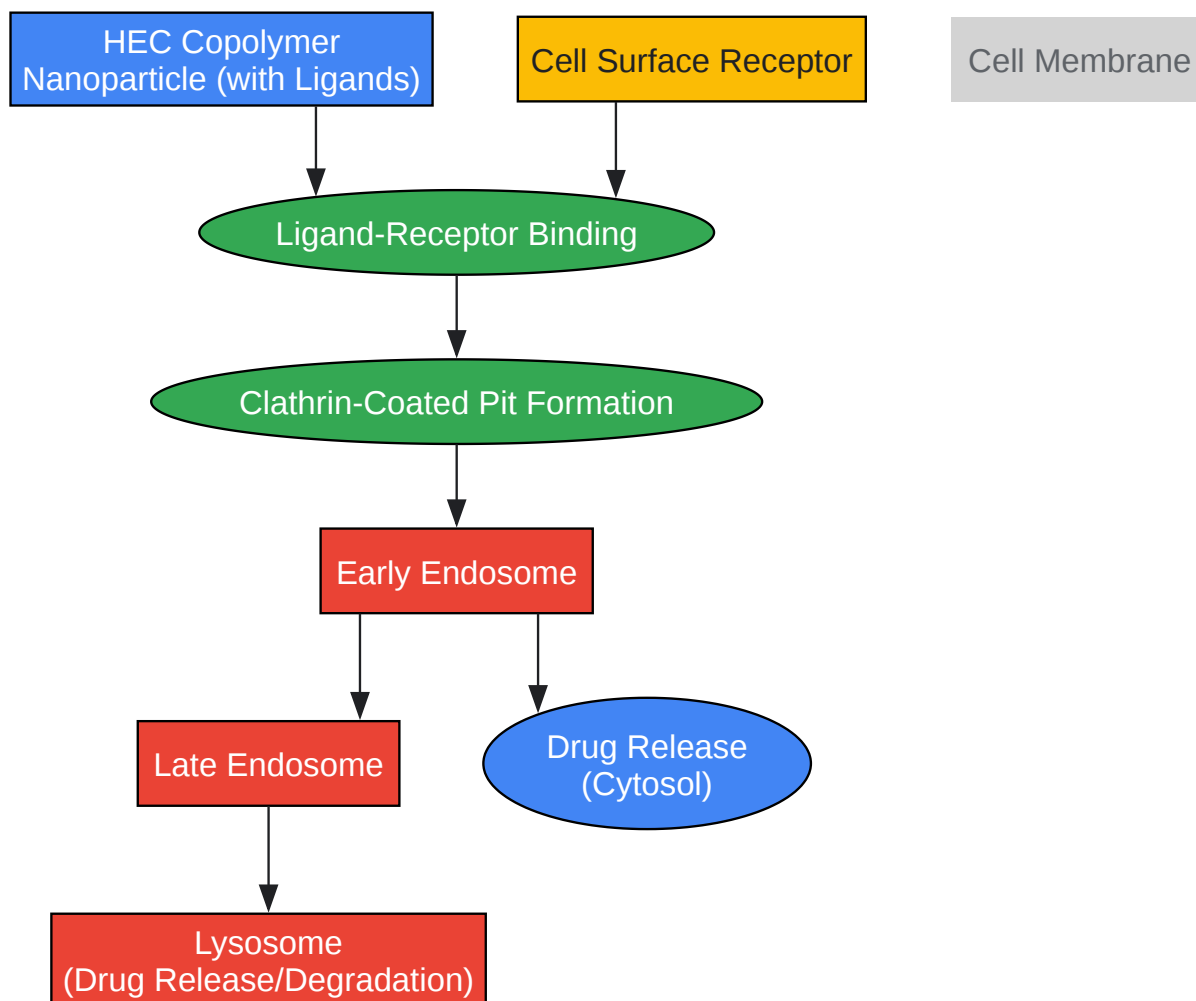 HEC Copolymer
Nanoparticle (with Ligands)
Cell Surface Receptor
Cell Membrane
Ligand-Receptor Binding
Clathrin-Coated Pit Formation
Early Endosome
Late Endosome
Drug Release
(Cytosol)
Lysosome
(Drug Release/Degradation)